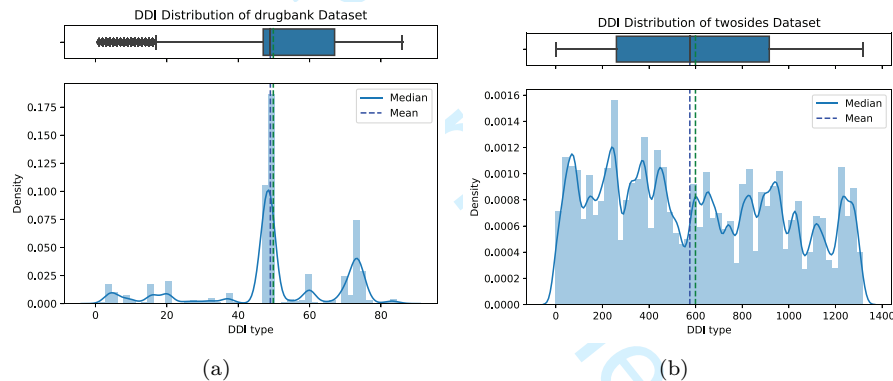 DDI Distribution of drugbank Dataset
Median
Mean
0.175
0.150
0.125
0.100
0.075
0.050
0.025
0.000
Density
0 20 40 60 80
DDI type
(a)
DDI Distribution of twosides Dataset
Median
Mean
0.0016
0.0014
0.0012
0.0010
0.0008
0.0006
0.0004
0.0002
0.0000
Density
0 200 400 600 800 1000 1200 1400
DDI type
(b)